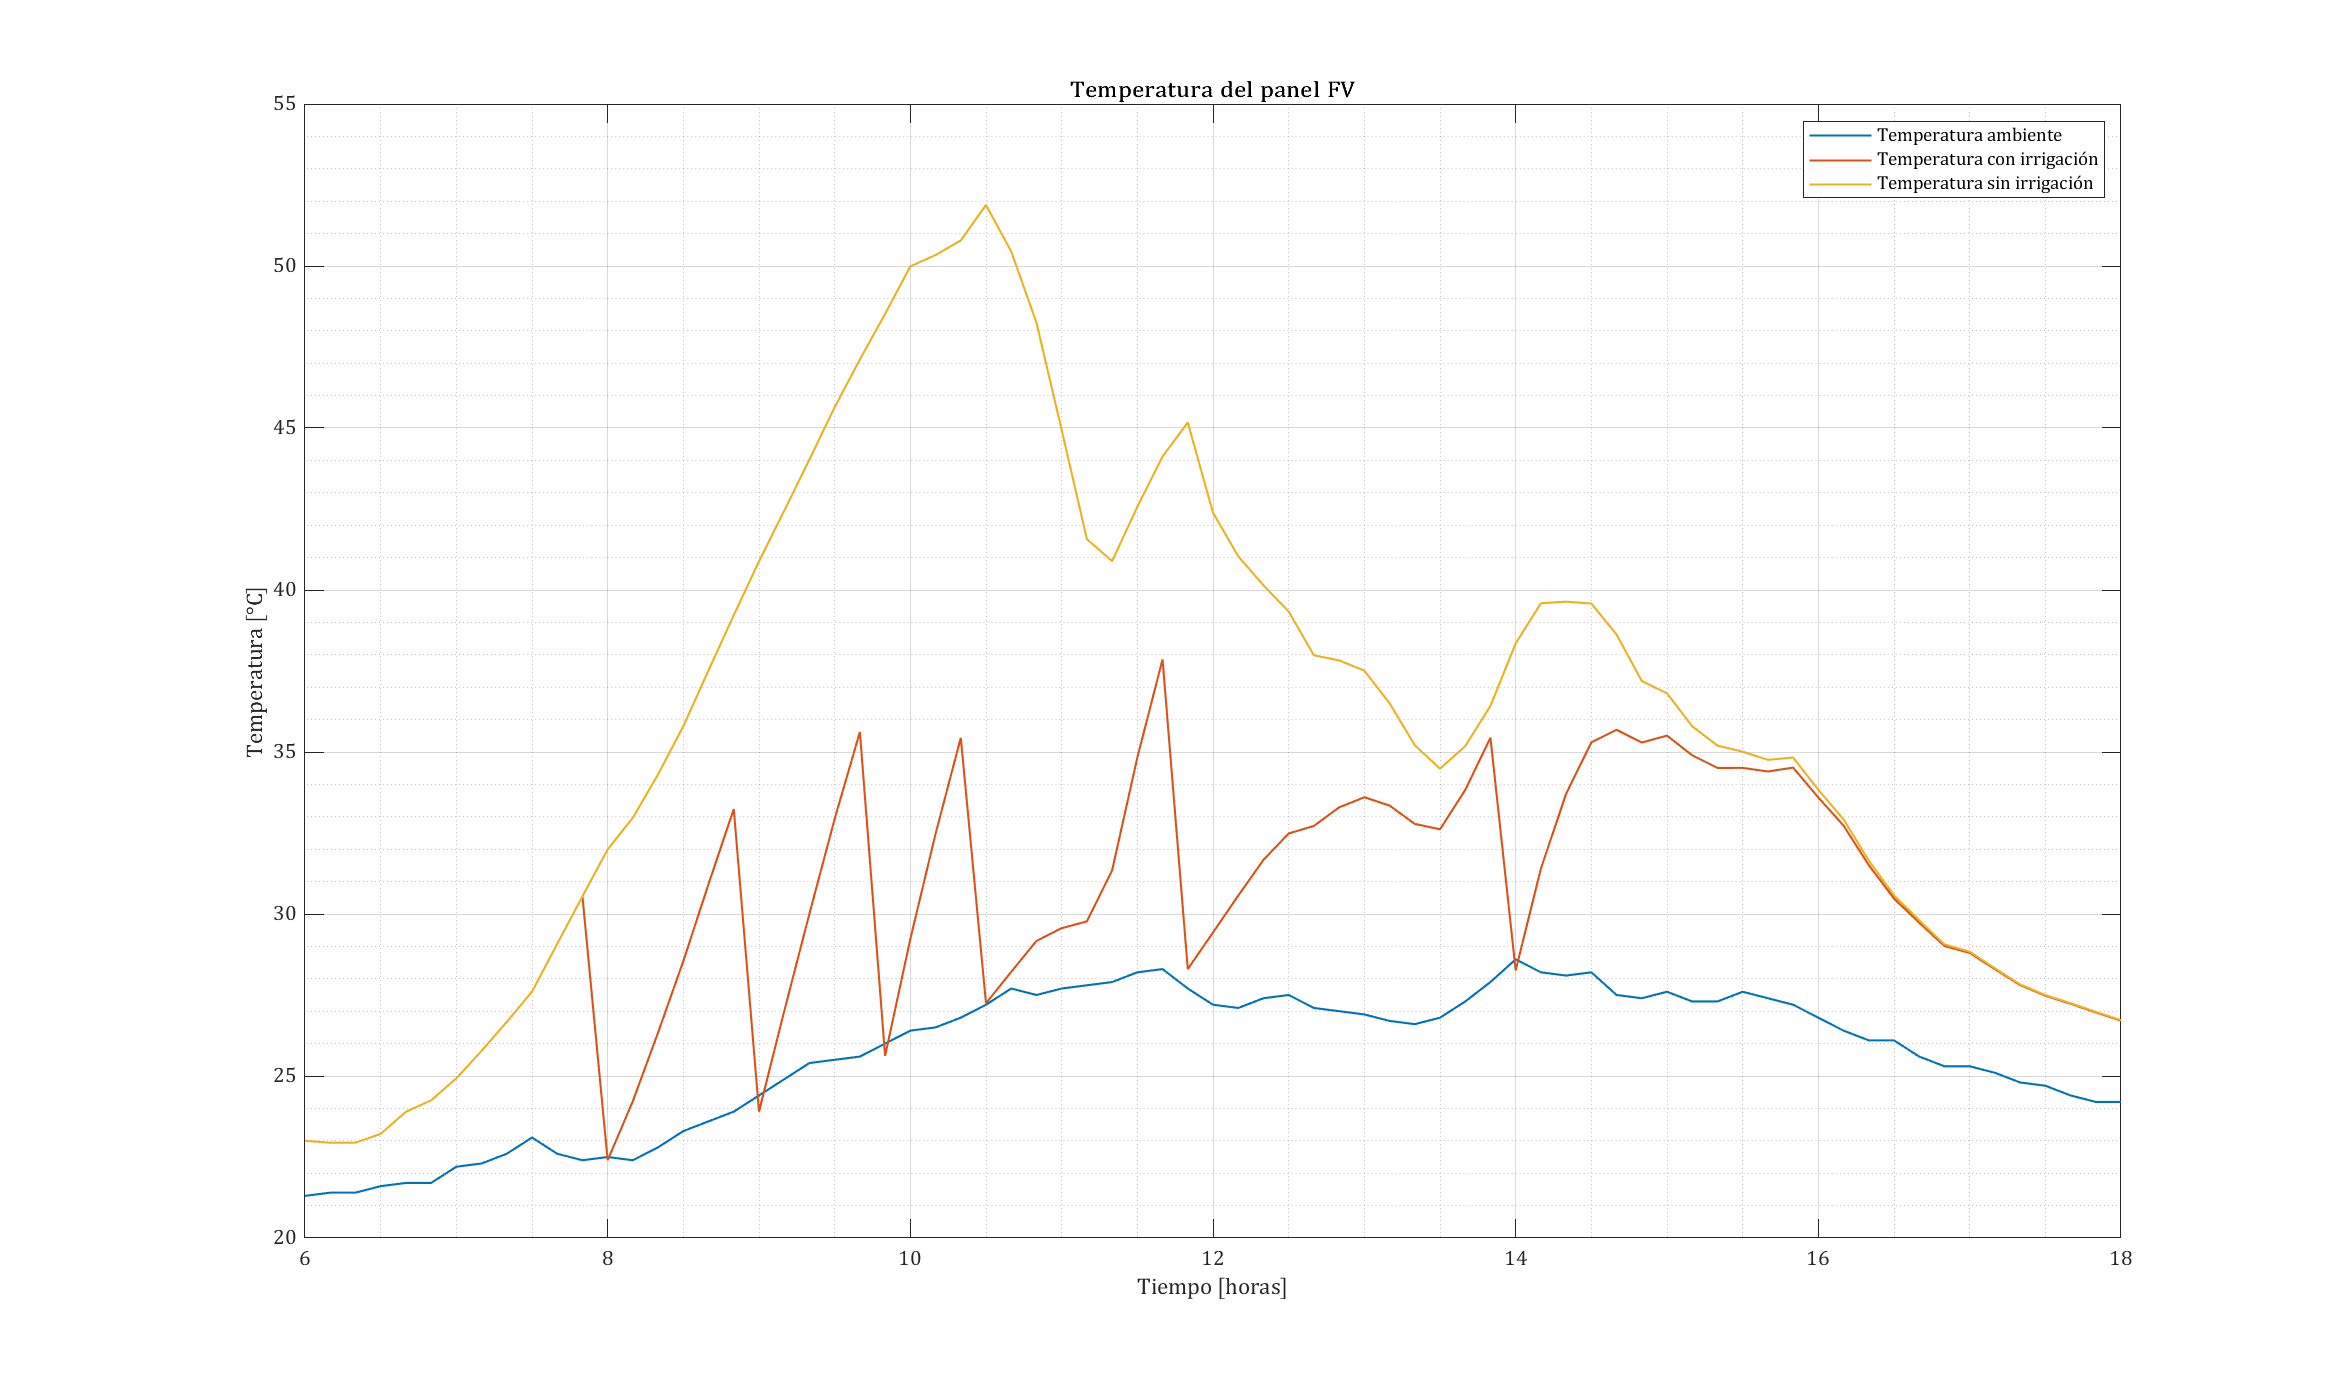 Temperatura del panel FV
Temperatura ambiente
Temperatura con irrigación
Temperatura sin irrigación
Temperatura [°C]
55
50
45
40
35
30
25
20
6
8
10
12
14
16
18
Tiempo [horas]